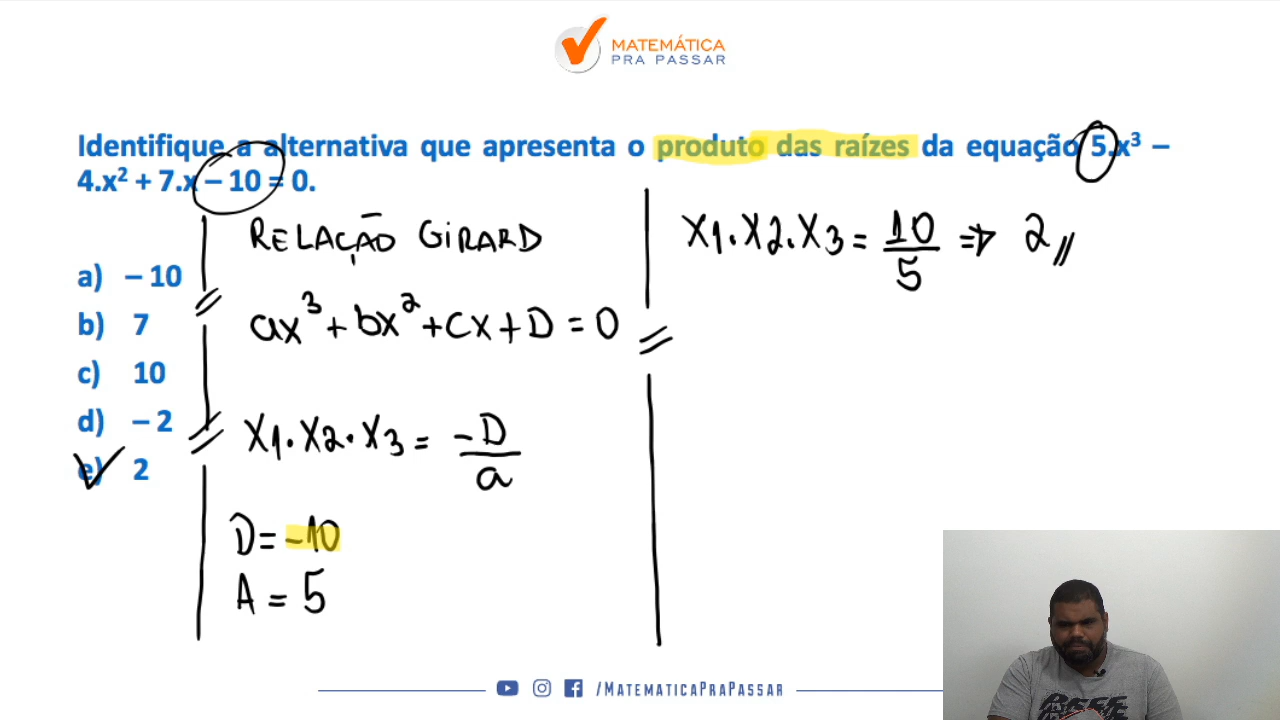 MATEMÁTICA
PRA PASSAR
Identifique a alternativa que apresenta o produto das raízes da equação 5.x³ –
4.x² + 7.x – 10 = 0.
a) – 10
b) 7
c) 10
d) – 2
e) 2
RELAÇÃO GIRARD
ax³ + bx² + cx + D = 0
X1 . X2 . X3 = -D/a
D = -10
A = 5
X1 . X2 . X3 = 10/5 => 2 //
/MATEMATICAPRAPASSAR